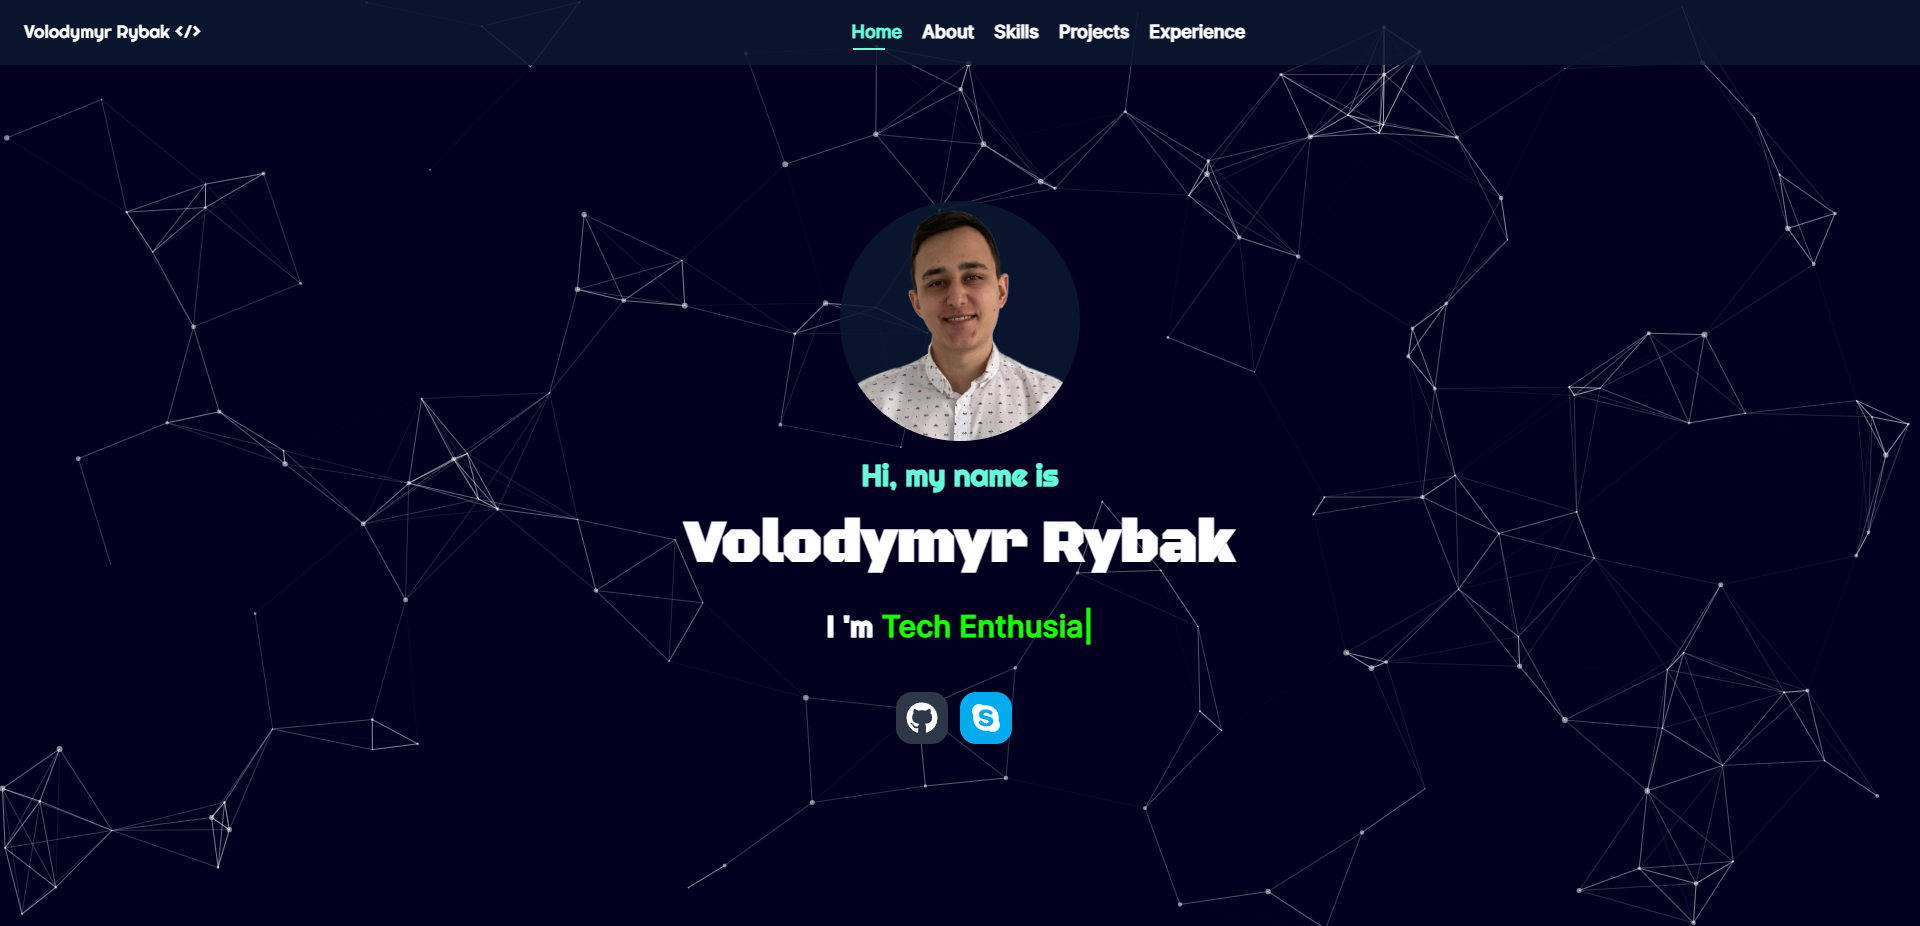 Volodymyr Rybak </>
Home About Skills Projects Experience
Hi, my name is
Volodymyr Rybak
I 'm Tech Enthusia|